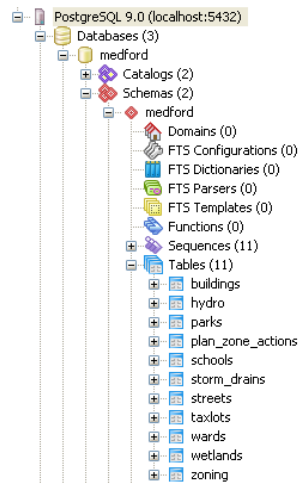 PostgreSQL 9.0 (localhost:5432)
Databases (3)
medford
Catalogs (2)
Schemas (2)
medford
Domains (0)
FTS Configurations (0)
FTS Dictionaries (0)
FTS Parsers (0)
FTS Templates (0)
Functions (0)
Sequences (11)
Tables (11)
buildings
hydro
parks
plan_zone_actions
schools
storm_drains
streets
taxlots
wards
wetlands
zoning